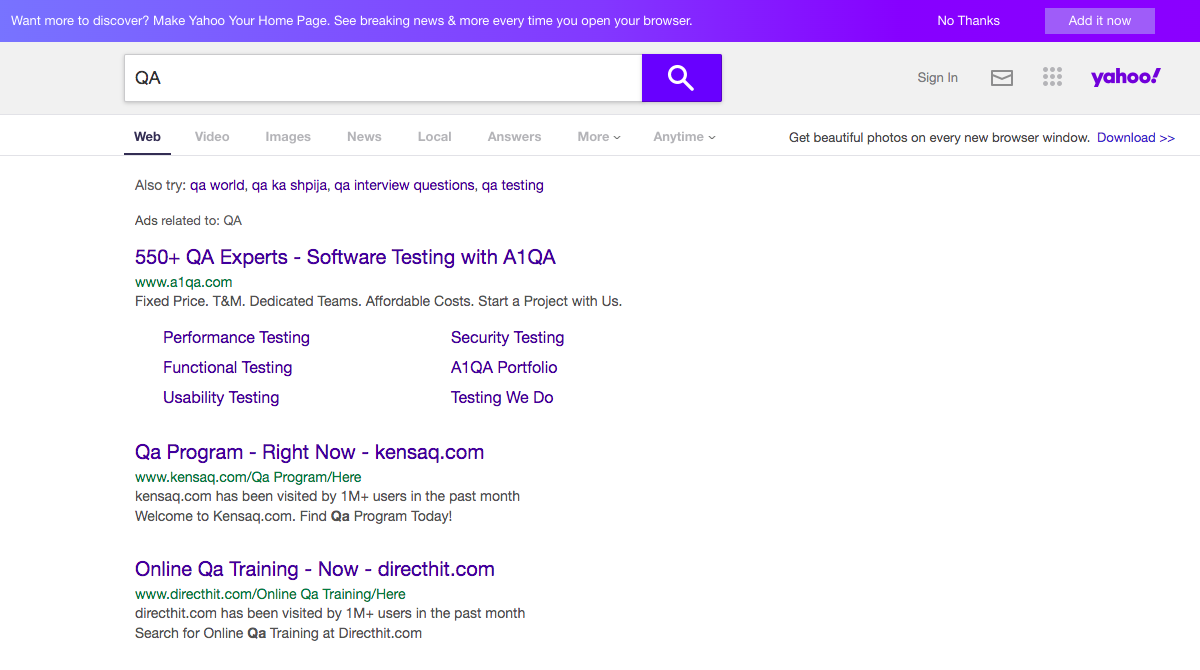 Want more to discover? Make Yahoo Your Home Page. See breaking news & more every time you open your browser. No Thanks Add it now
QA Sign In yahoo!
Web Video Images News Local Answers More Anytime Get beautiful photos on every new browser window. Download >>
Also try: qa world, qa ka shpija, qa interview questions, qa testing
Ads related to: QA
550+ QA Experts - Software Testing with A1QA
www.a1qa.com
Fixed Price. T&M. Dedicated Teams. Affordable Costs. Start a Project with Us.
Performance Testing Security Testing
Functional Testing A1QA Portfolio
Usability Testing Testing We Do
Qa Program - Right Now - kensaq.com
www.kensaq.com/Qa Program/Here
kensaq.com has been visited by 1M+ users in the past month
Welcome to Kensaq.com. Find Qa Program Today!
Online Qa Training - Now - directhit.com
www.directhit.com/Online Qa Training/Here
directhit.com has been visited by 1M+ users in the past month
Search for Online Qa Training at Directhit.com